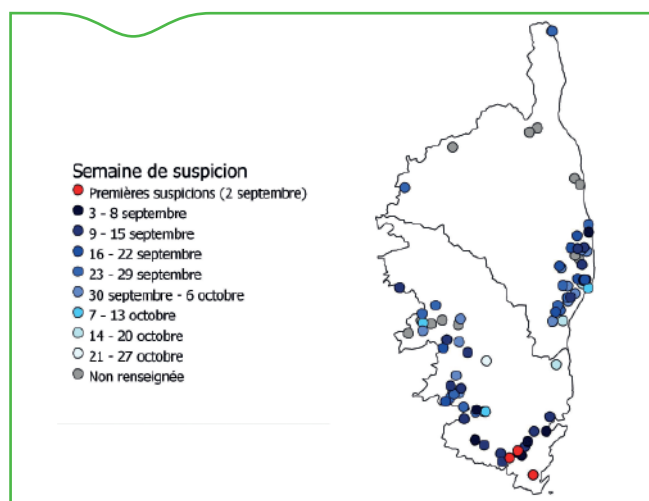 Semaine de suspicion
Premières suspicions (2 septembre)
3 - 8 septembre
9 - 15 septembre
16 - 22 septembre
23 - 29 septembre
30 septembre - 6 octobre
7 - 13 octobre
14 - 20 octobre
21 - 27 octobre
Non renseignée